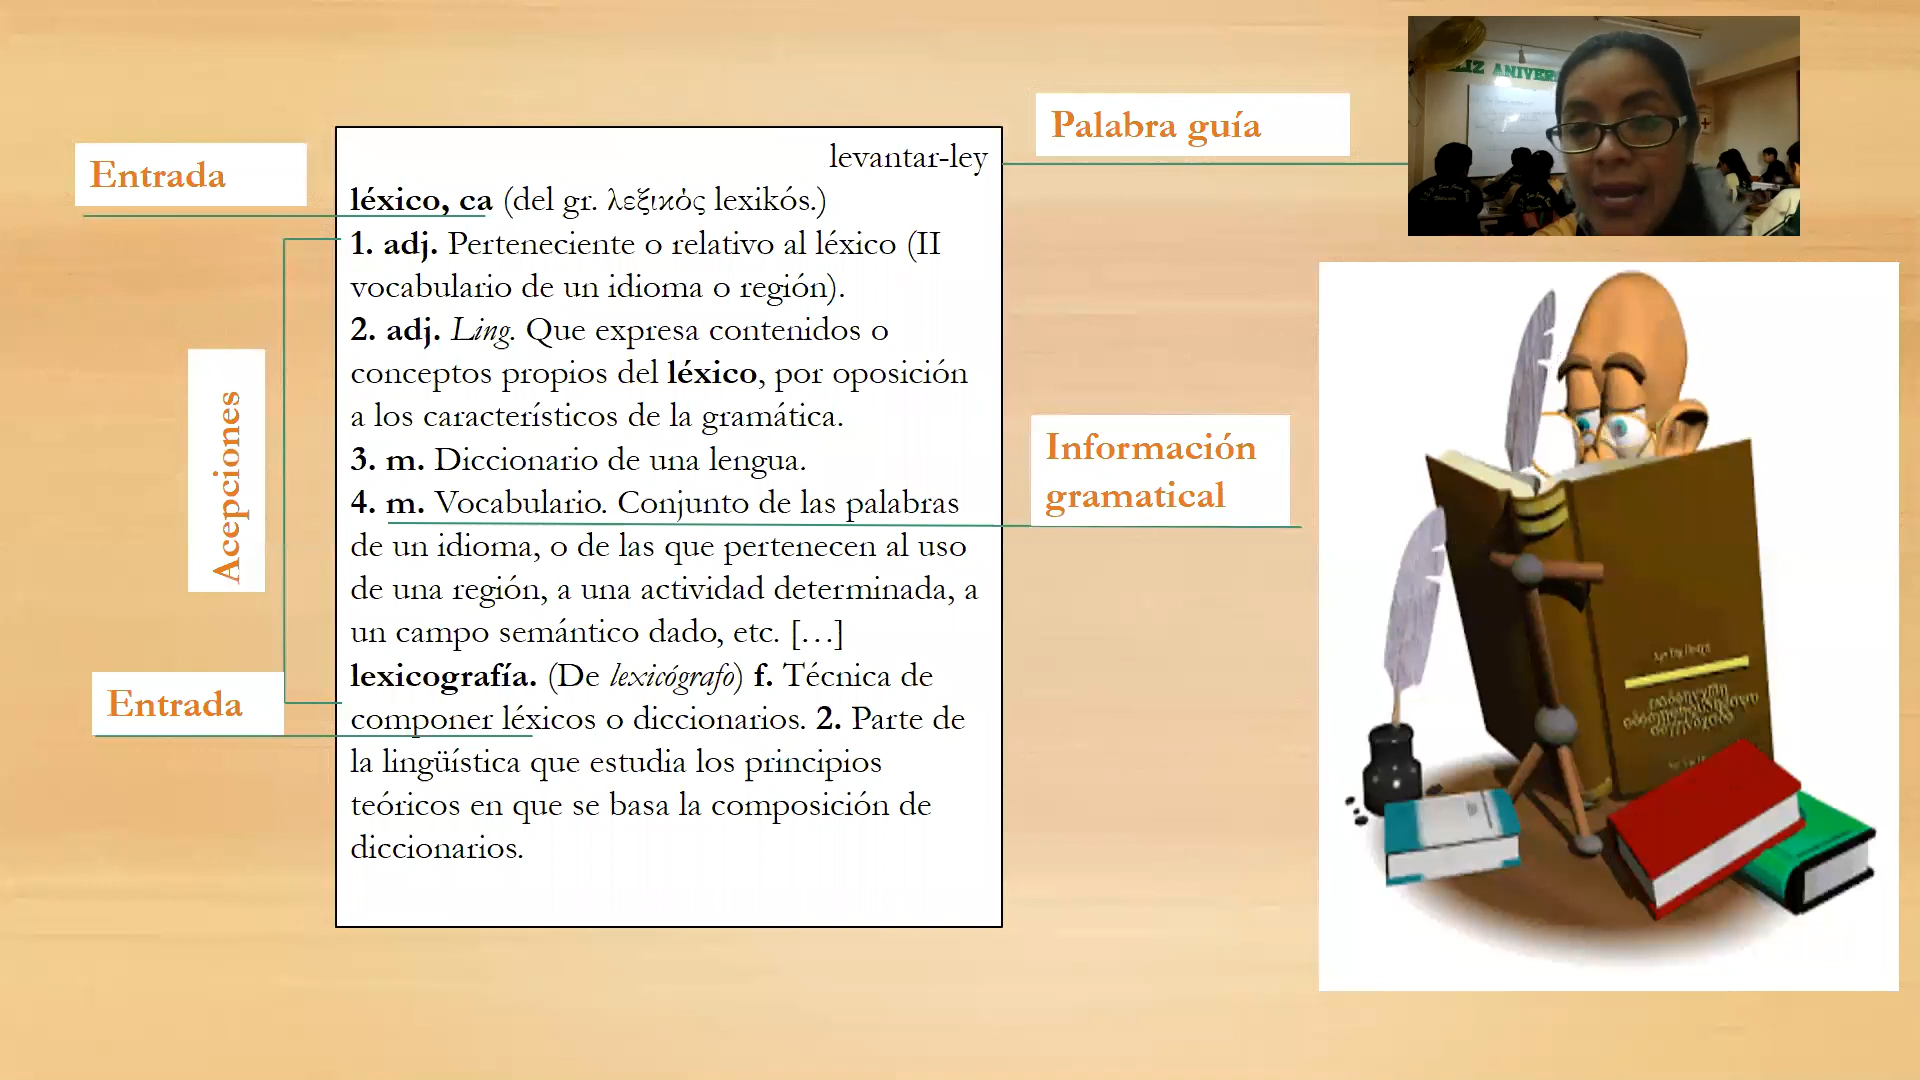 Palabra guía
Entrada
levantar-ley
léxico, ca (del gr. λεξικὀς lexikós.)
1. adj. Perteneciente o relativo al léxico (II
vocabulario de un idioma o región).
2. adj. Ling. Que expresa contenidos o
conceptos propios del léxico, por oposición
a los característicos de la gramática.
3. m. Diccionario de una lengua.
4. m. Vocabulario. Conjunto de las palabras
de un idioma, o de las que pertenecen al uso
de una región, a una actividad determinada, a
un campo semántico dado, etc. […]
lexicografía. (De lexicógrafo) f. Técnica de
componer léxicos o diccionarios. 2. Parte de
la lingüística que estudia los principios
teóricos en que se basa la composición de
diccionarios.
Acepciones
Entrada
Información
gramatical